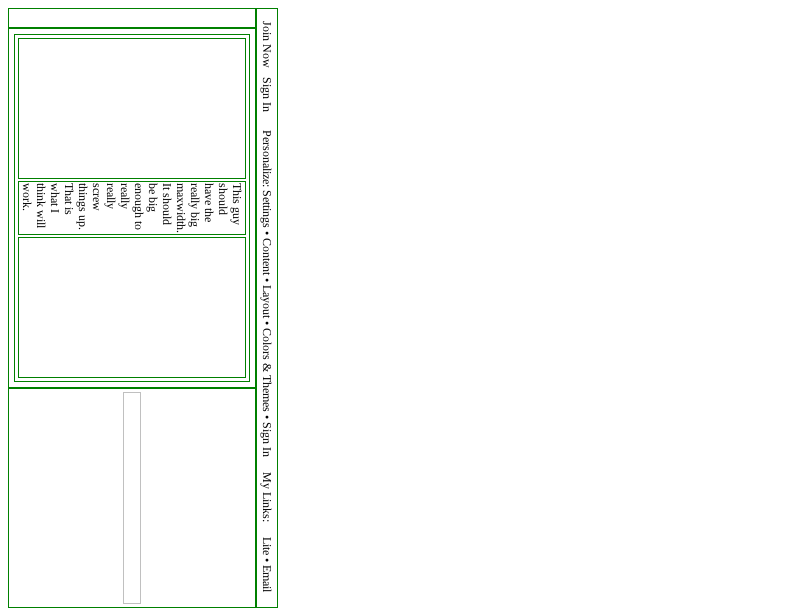 Join Now Sign In Personalize: Settings • Content • Layout • Colors & Themes • Sign In My Links: Lite • Email
This guy
should
have the
really big
maxwidth.
It should
be big
enough to
really
really
screw
things up.
That is
what I
think will
work.